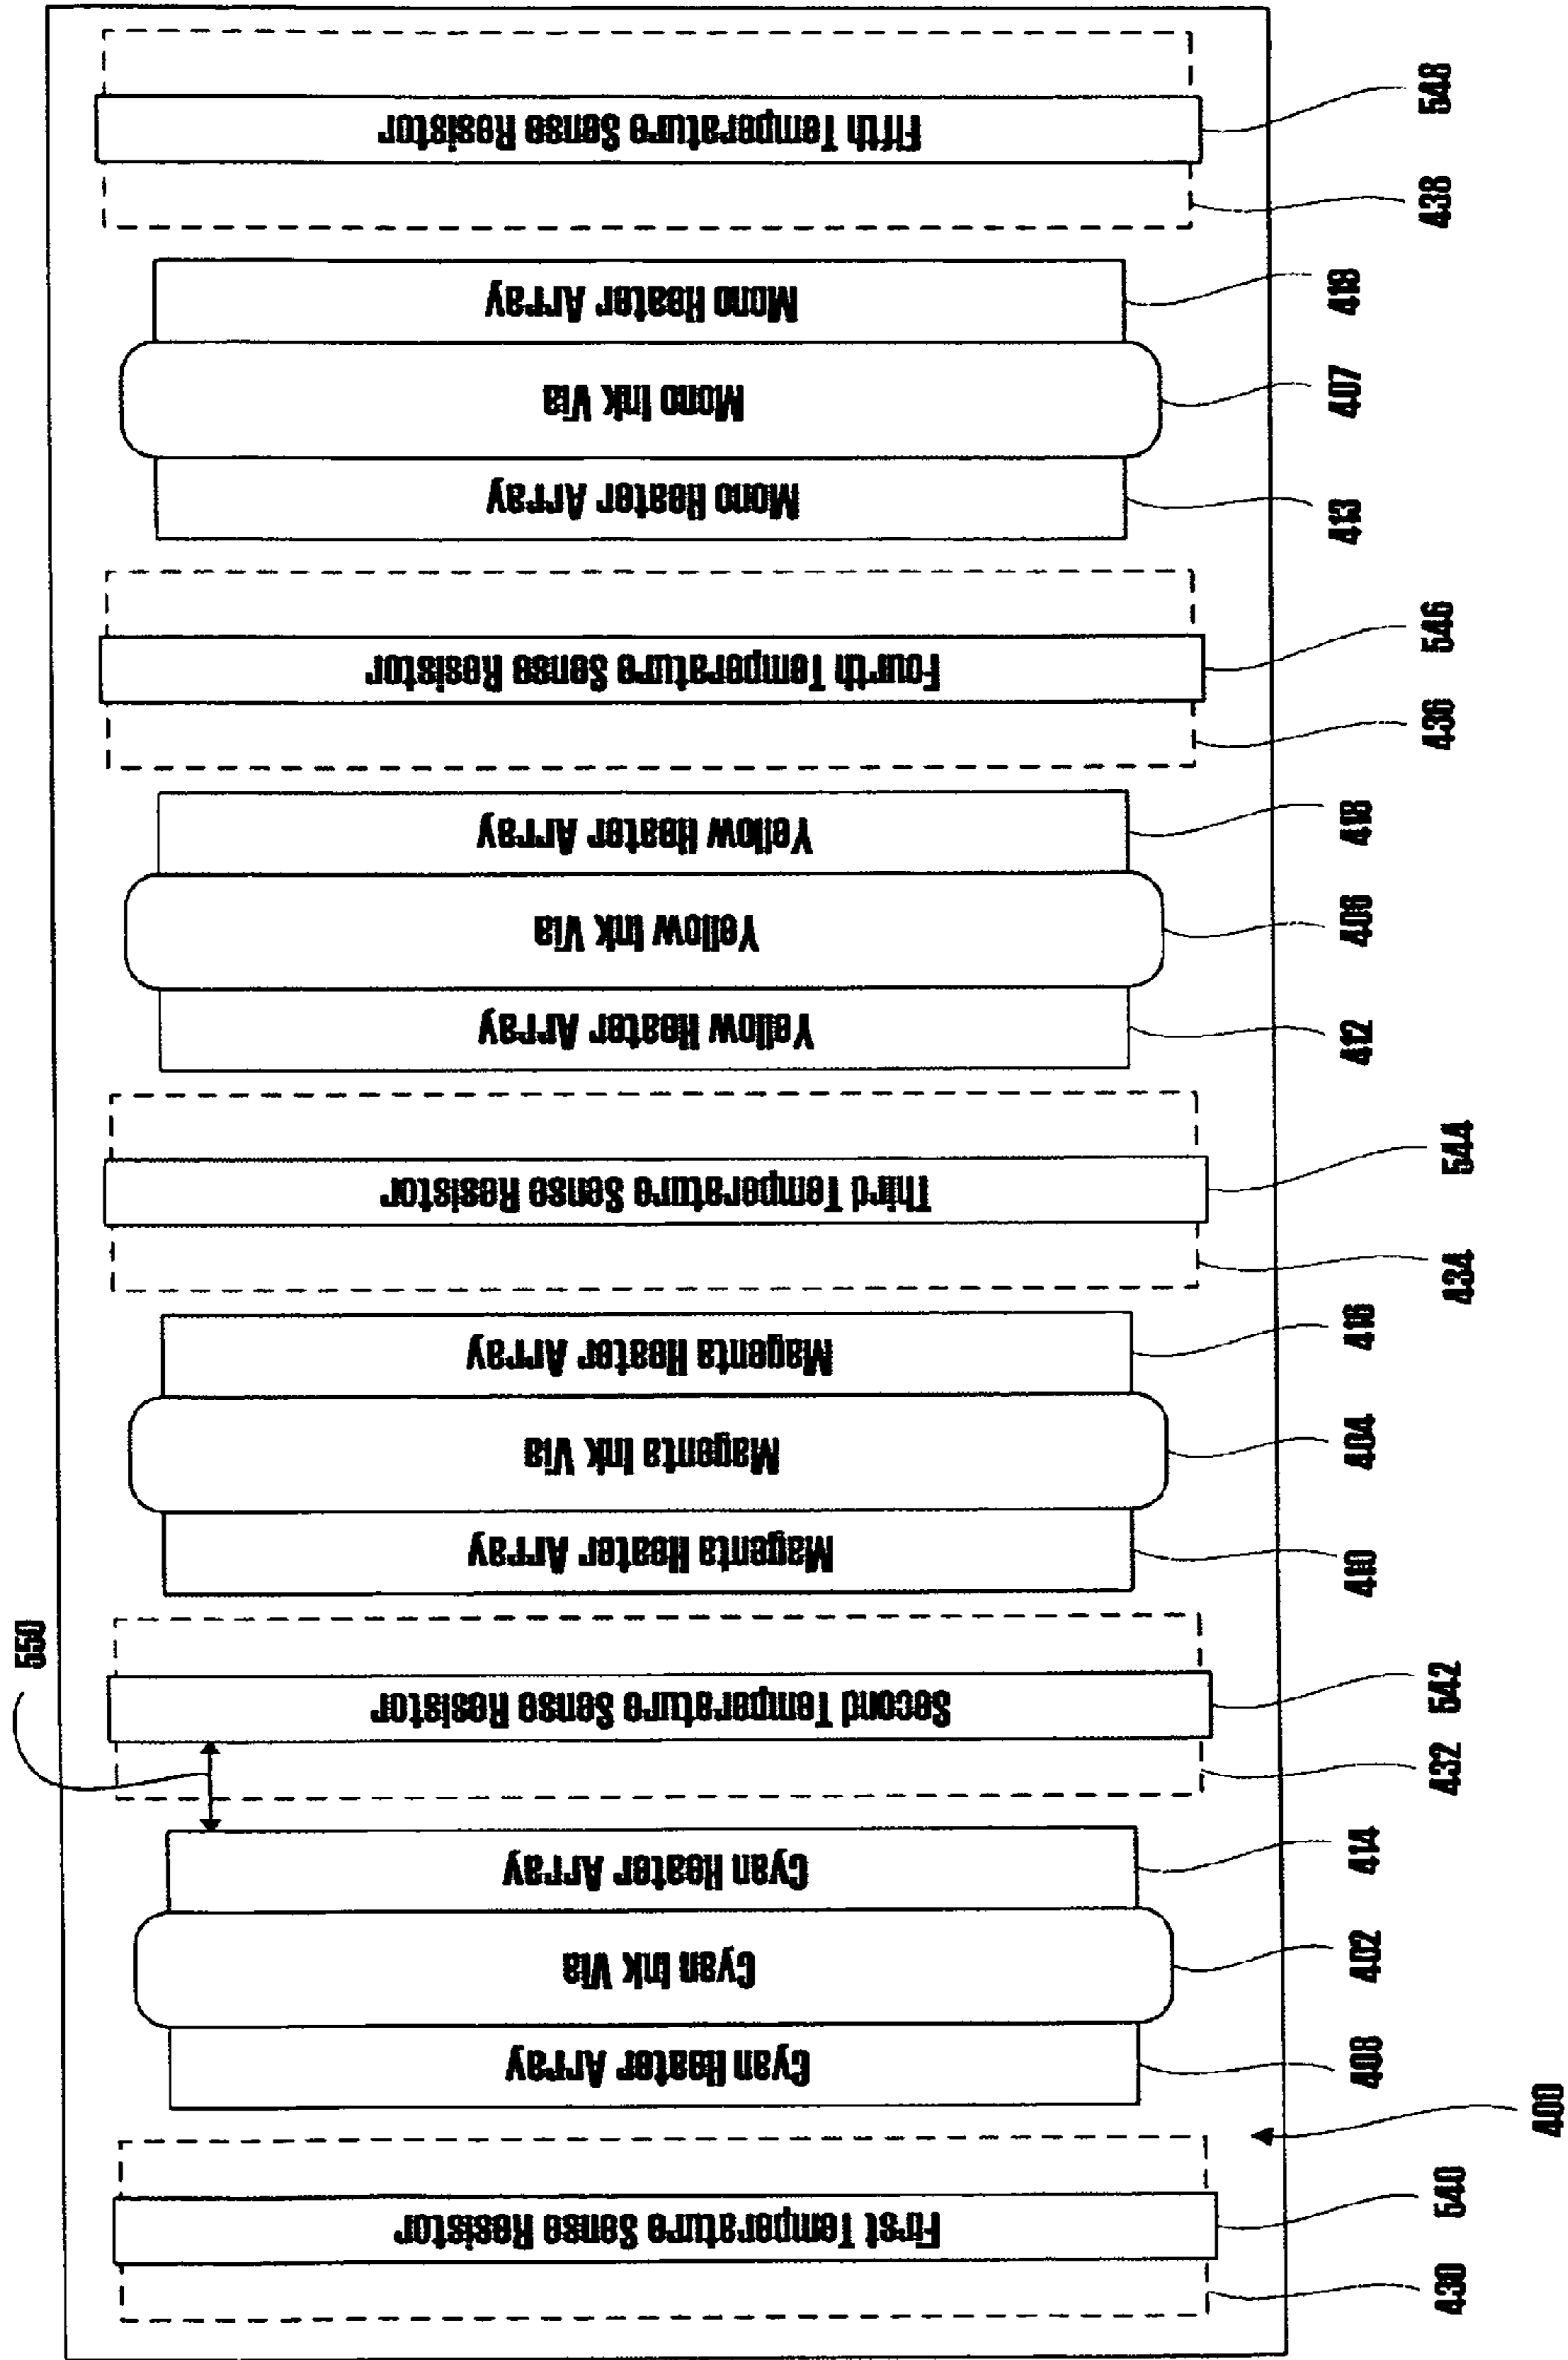 550
First Temperature Sense Resistor
Cyan Heater Array
Cyan Ink Via
Cyan Heater Array
Second Temperature Sense Resistor
Magenta Heater Array
Magenta Ink Via
Magenta Heater Array
Third Temperature Sense Resistor
Yellow Heater Array
Yellow Ink Via
Yellow Heater Array
Fourth Temperature Sense Resistor
Mono Heater Array
Mono Ink Via
Mono Heater Array
Fifth Temperature Sense Resistor
430
540
400
408
402
414
432
542
410
404
416
434
544
412
406
418
436
546
413
407
419
438
548